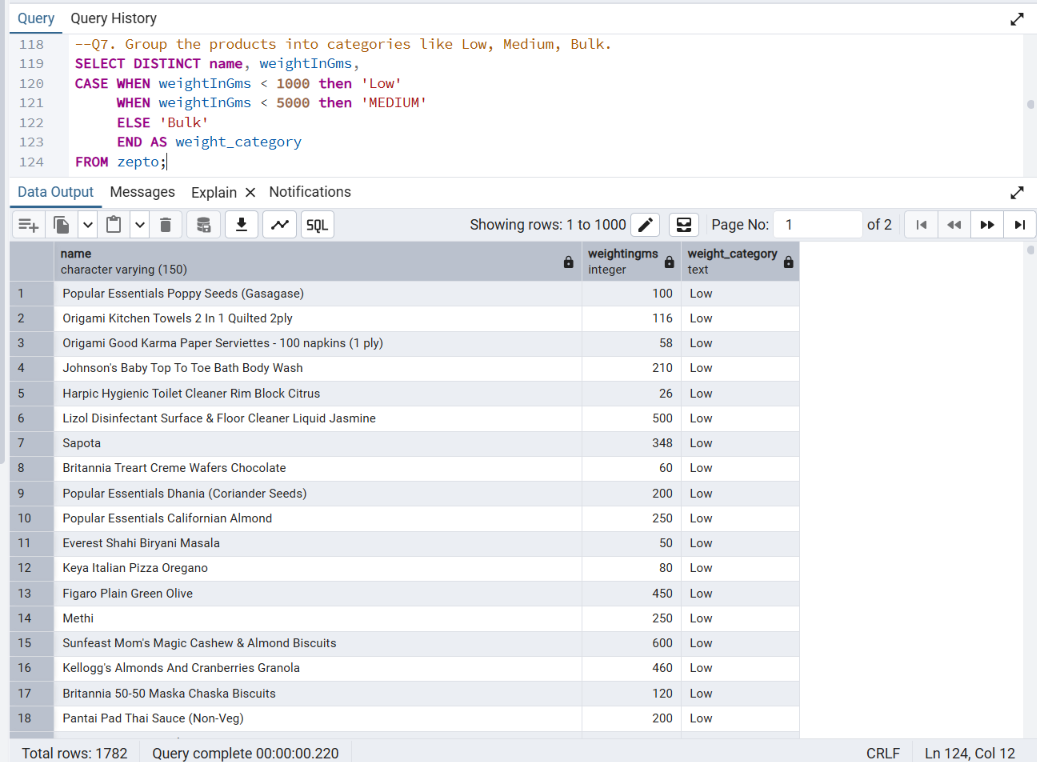 Query Query History
118 --Q7. Group the products into categories like Low, Medium, Bulk.
119 SELECT DISTINCT name, weightInGms,
120 CASE WHEN weightInGms < 1000 then 'Low'
121 WHEN weightInGms < 5000 then 'MEDIUM'
122 ELSE 'Bulk'
123 END AS weight_category
124 FROM zepto;
Data Output Messages Explain Notifications
SQL Showing rows: 1 to 1000 Page No: 1 of 2
name weightingms weight_category
character varying (150) integer text
1 Popular Essentials Poppy Seeds (Gasagase) 100 Low
2 Origami Kitchen Towels 2 In 1 Quilted 2ply 116 Low
3 Origami Good Karma Paper Serviettes - 100 napkins (1 ply) 58 Low
4 Johnson's Baby Top To Toe Bath Body Wash 210 Low
5 Harpic Hygienic Toilet Cleaner Rim Block Citrus 26 Low
6 Lizol Disinfectant Surface & Floor Cleaner Liquid Jasmine 500 Low
7 Sapota 348 Low
8 Britannia Treart Creme Wafers Chocolate 60 Low
9 Popular Essentials Dhania (Coriander Seeds) 200 Low
10 Popular Essentials Californian Almond 250 Low
11 Everest Shahi Biryani Masala 50 Low
12 Keya Italian Pizza Oregano 80 Low
13 Figaro Plain Green Olive 450 Low
14 Methi 250 Low
15 Sunfeast Mom's Magic Cashew & Almond Biscuits 600 Low
16 Kellogg's Almonds And Cranberries Granola 460 Low
17 Britannia 50-50 Maska Chaska Biscuits 120 Low
18 Pantai Pad Thai Sauce (Non-Veg) 200 Low
Total rows: 1782 Query complete 00:00:00.220 CRLF Ln 124, Col 12